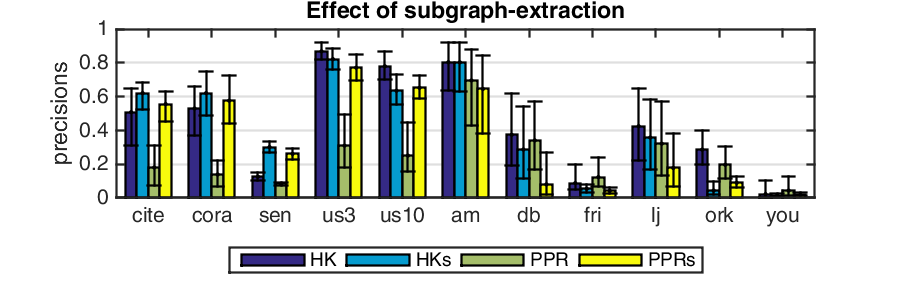 Effect of subgraph-extraction
1
0.8
0.6
0.4
0.2
0
precisions
cite cora sen us3 us10 am db fri lj ork you
HK HKs PPR PPRs